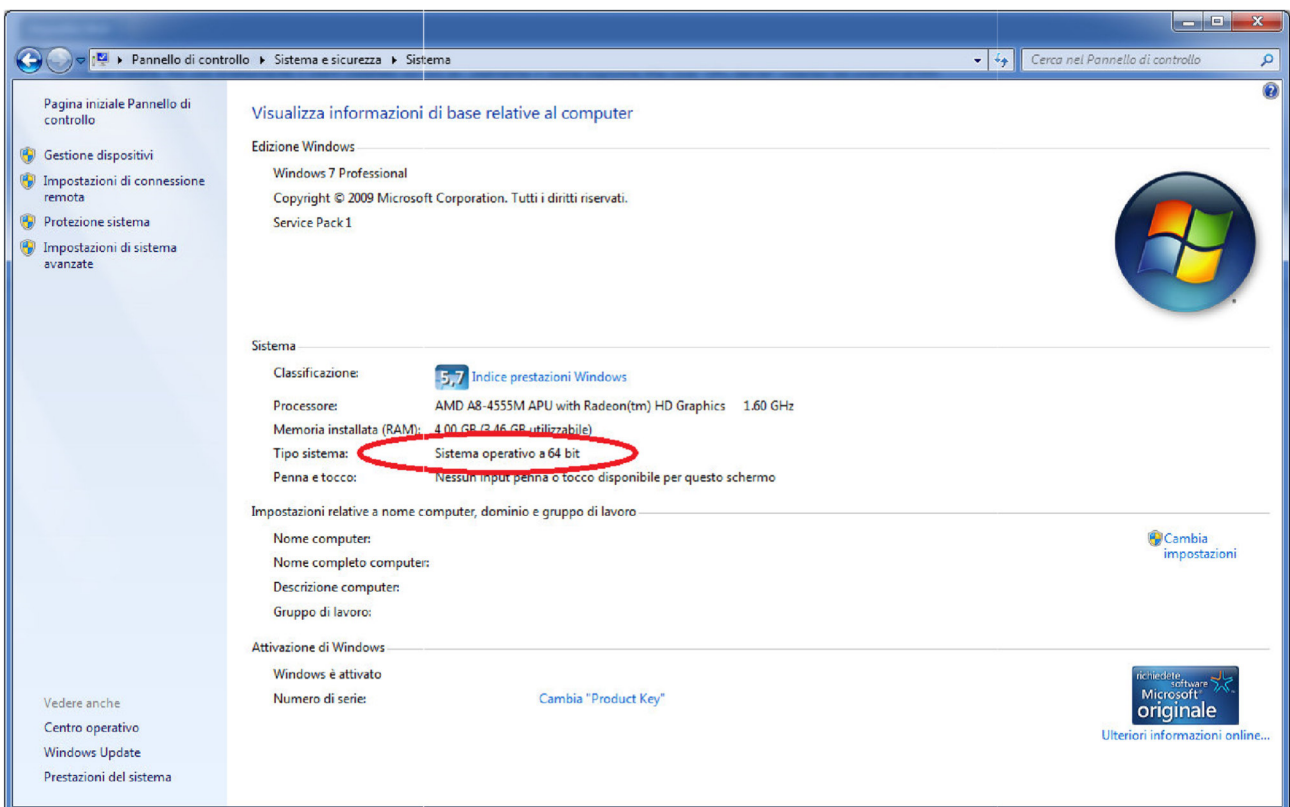 Pannello di controllo ▸ Sistema e sicurezza ▸ Sistema
Cerca nel Pannello di controllo
Pagina iniziale Pannello di
controllo
Gestione dispositivi
Impostazioni di connessione
remota
Protezione sistema
Impostazioni di sistema
avanzate
Vedere anche
Centro operativo
Windows Update
Prestazioni del sistema
Visualizza informazioni di base relative al computer
Edizione Windows
Windows 7 Professional
Copyright © 2009 Microsoft Corporation. Tutti i diritti riservati.
Service Pack 1
Sistema
Classificazione: 5,7 Indice prestazioni Windows
Processore: AMD A8-4555M APU with Radeon(tm) HD Graphics 1.60 GHz
Memoria installata (RAM): 4,00 GB (3,46 GB utilizzabile)
Tipo sistema: Sistema operativo a 64 bit
Penna e tocco: Nessun input penna o tocco disponibile per questo schermo
Impostazioni relative a nome computer, dominio e gruppo di lavoro
Nome computer:
Cambia
impostazioni
Nome completo computer:
Descrizione computer:
Gruppo di lavoro:
Attivazione di Windows
Windows è attivato
Numero di serie: Cambia "Product Key"
richiedete
software
Microsoft
originale
Ulteriori informazioni online...